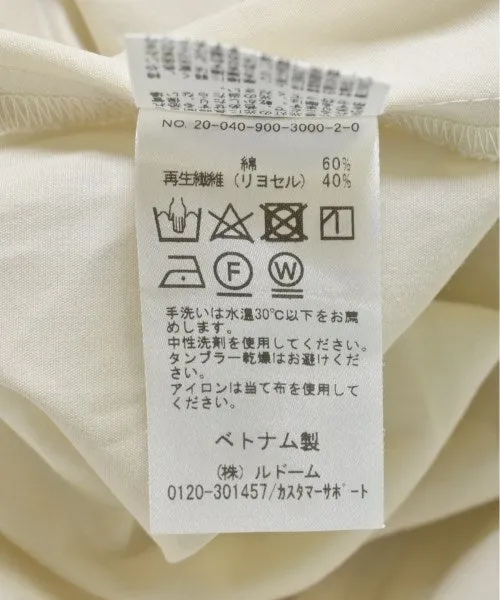 NO. 20-040-900-3000-2-0
綿 60%
再生繊維 (リヨセル) 40%
F W
手洗いは水温30℃以下をお薦
めします。
中性洗剤を使用してください。
タンブラー乾燥はお避けくださ
い。
アイロンは当て布を使用して
ください。
ベトナム製
(株) ルドーム
0120-301457/カスタマーサポート